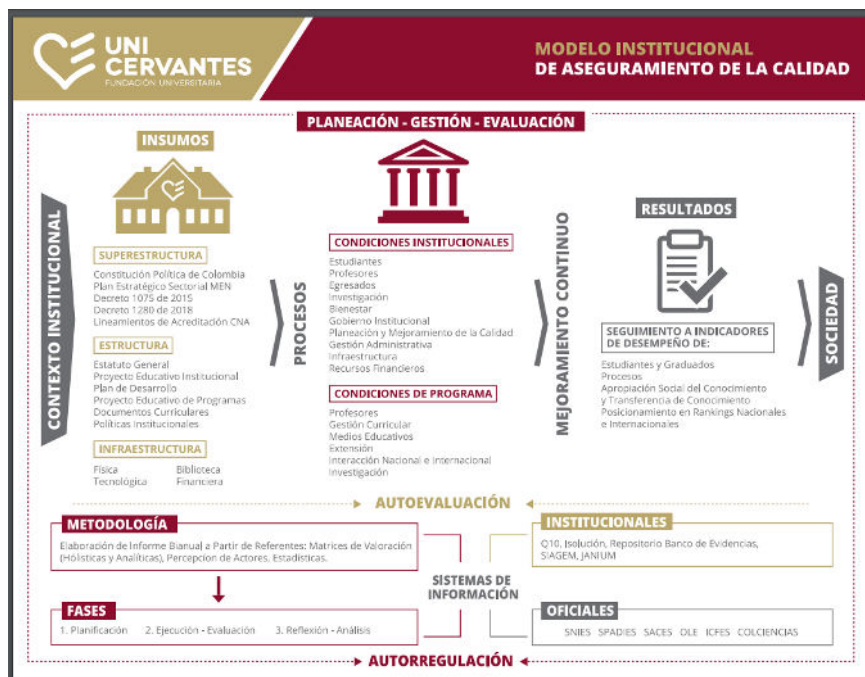 UNI
CERVANTES
FUNDACIÓN UNIVERSITARIA
MODELO INSTITUCIONAL
DE ASEGURAMIENTO DE LA CALIDAD
PLANEACIÓN - GESTIÓN - EVALUACIÓN
CONTEXTO INSTITUCIONAL
INSUMOS
SUPERESTRUCTURA
Constitución Política de Colombia
Plan Estratégico Sectorial MEN
Decreto 1075 de 2015
Decreto 1280 de 2018
Lineamientos de Acreditación CNA
ESTRUCTURA
Estatuto General
Proyecto Educativo Institucional
Plan de Desarrollo
Proyecto Educativo de Programas
Documentos Curriculares
Políticas Institucionales
INFRAESTRUCTURA
Física Biblioteca
Tecnológica Financiera
PROCESOS
CONDICIONES INSTITUCIONALES
Estudiantes
Profesores
Egresados
Investigación
Bienestar
Gobierno Institucional
Planeación y Mejoramiento de la Calidad
Gestión Administrativa
Infraestructura
Recursos Financieros
CONDICIONES DE PROGRAMA
Profesores
Gestión Curricular
Medios Educativos
Extensión
Interacción Nacional e Internacional
Investigación
MEJORAMIENTO CONTINUO
RESULTADOS
SEGUIMIENTO A INDICADORES
DE DESEMPEÑO DE:
Estudiantes y Graduados
Procesos
Apropiación Social del Conocimiento
y Transferencia de Conocimiento
Posicionamiento en Rankings Nacionales
e Internacionales
SOCIEDAD
AUTOEVALUACIÓN
METODOLOGÍA
Elaboración de Informe Bianual a Partir de Referentes: Matrices de Valoración
(Hólisticas y Analíticas), Percepcion de Actores, Estadísticas.
FASES
1. Planificación 2. Ejecución - Evaluación 3. Reflexión - Análisis
SISTEMAS DE
INFORMACIÓN
INSTITUCIONALES
Q10, Isolución, Repositorio Banco de Evidencias,
SIAGEM, JANIUM
OFICIALES
SNIES SPADIES SACES OLE ICFES COLCIENCIAS
AUTORREGULACIÓN